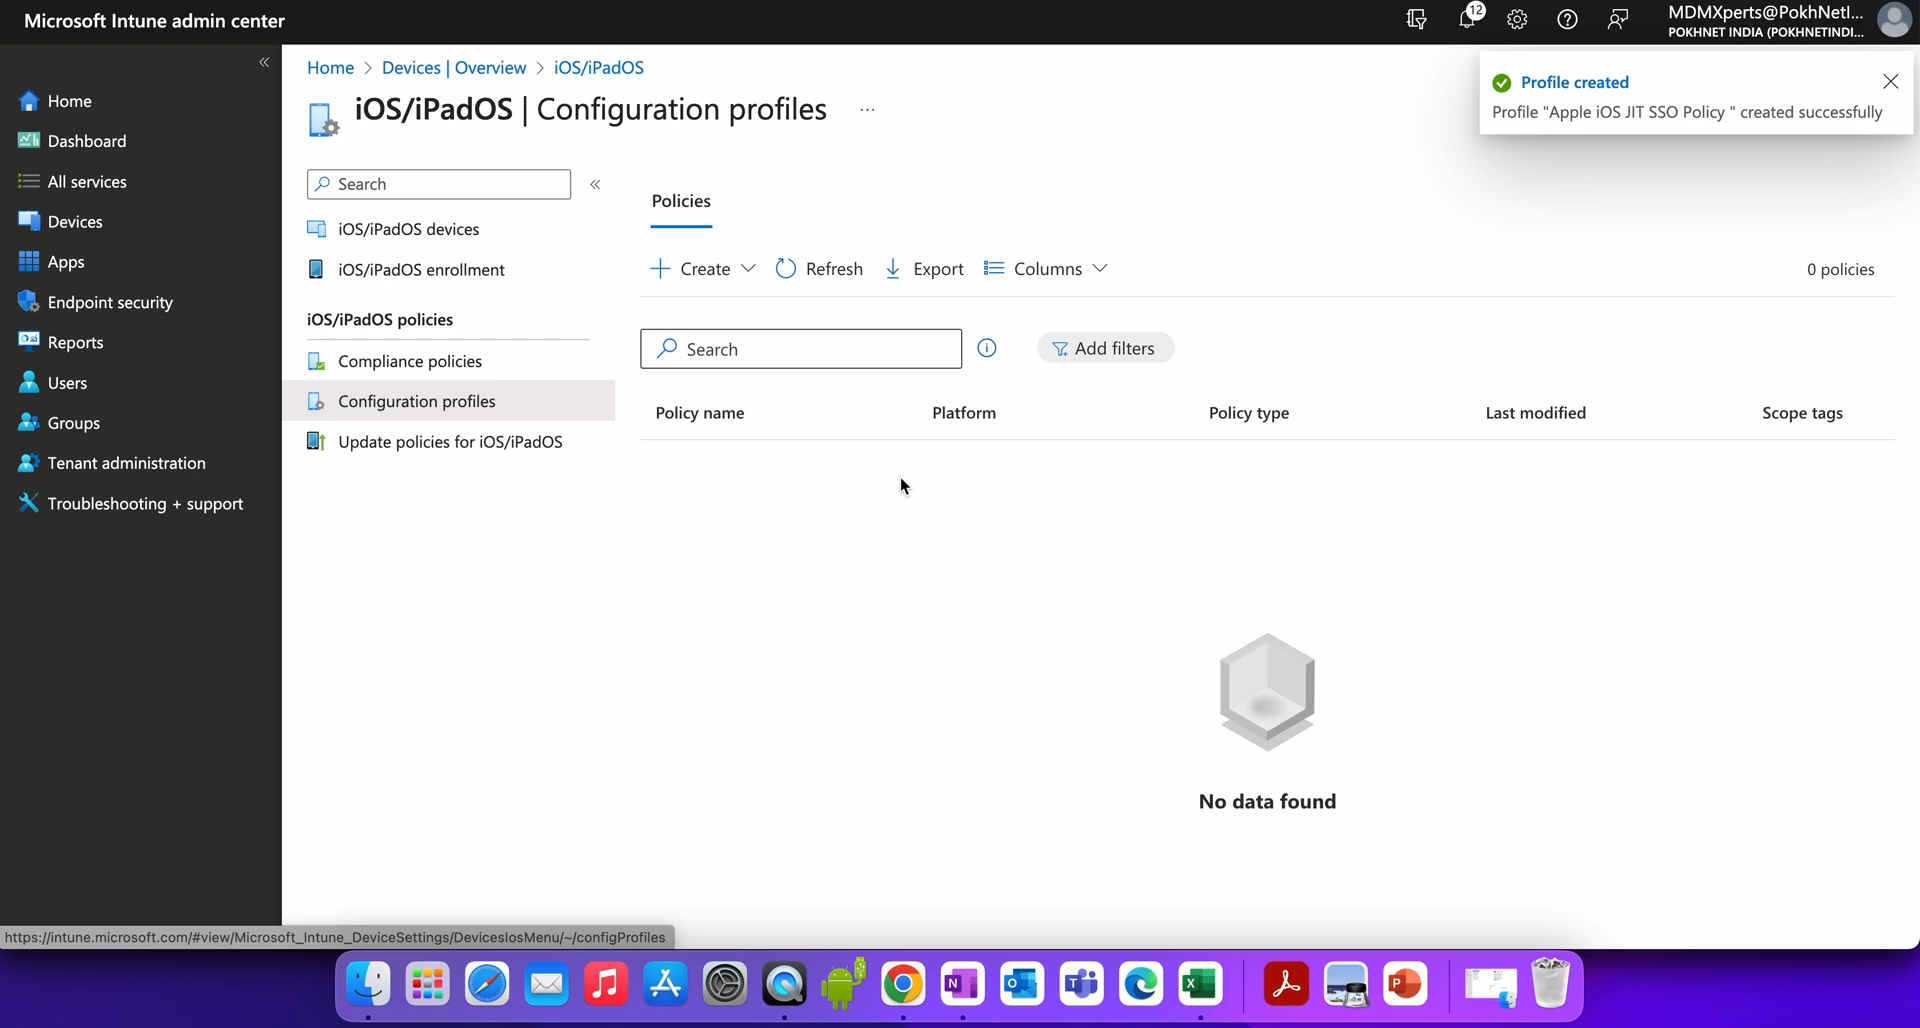 Microsoft Intune admin center
12
MDMXperts@PokhNetI...
POKHNET INDIA (POKHNETINDI...
Home
Dashboard
All services
Devices
Apps
Endpoint security
Reports
Users
Groups
Tenant administration
Troubleshooting + support
Home > Devices | Overview > iOS/iPadOS
iOS/iPadOS | Configuration profiles ...
Profile created
Profile "Apple iOS JIT SSO Policy " created successfully
Search
iOS/iPadOS devices
iOS/iPadOS enrollment
iOS/iPadOS policies
Compliance policies
Configuration profiles
Update policies for iOS/iPadOS
Policies
Create Refresh Export Columns 0 policies
Search Add filters
Policy name Platform Policy type Last modified Scope tags
No data found
https://intune.microsoft.com/#view/Microsoft_Intune_DeviceSettings/DevicesIosMenu/~/configProfiles